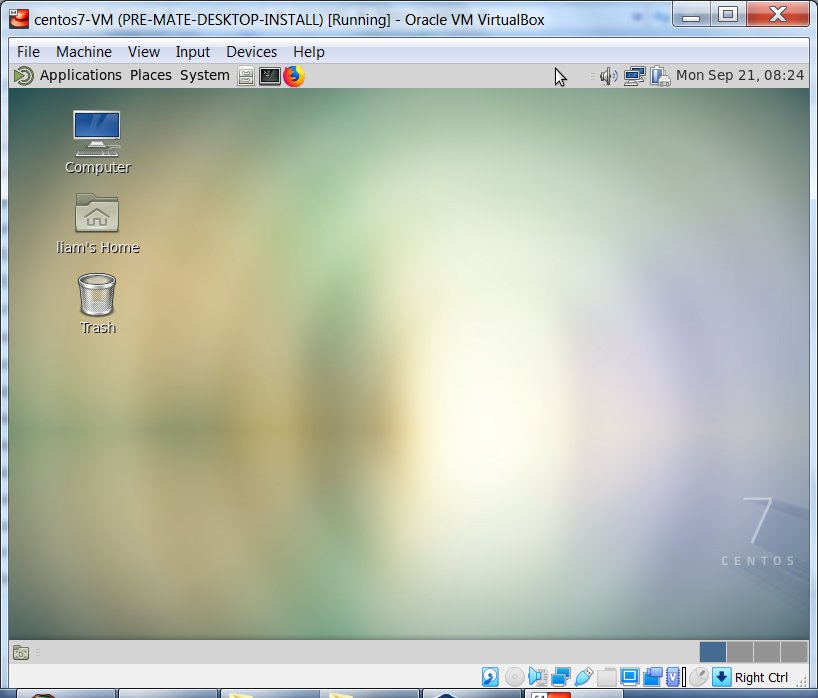 centos7-VM (PRE-MATE-DESKTOP-INSTALL) [Running] - Oracle VM VirtualBox
File Machine View Input Devices Help
Applications Places System Mon Sep 21, 08:24
Computer
liam's Home
Trash
7
CENTOS
Right Ctrl